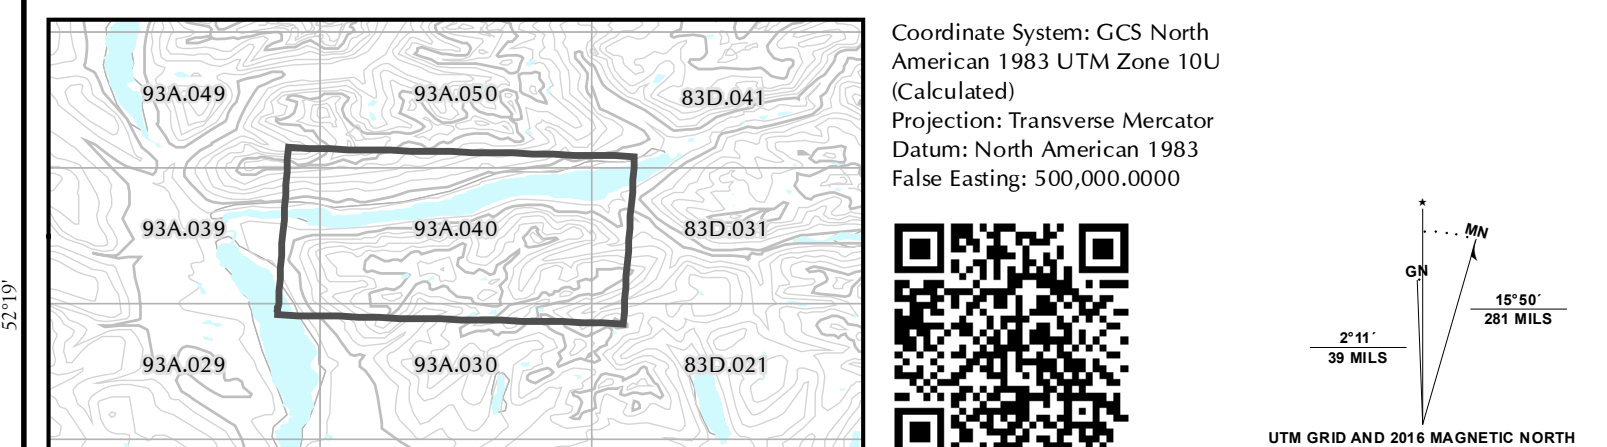 52°19'
93A.049 93A.050 83D.041
93A.039 93A.040 83D.031
93A.029 93A.030 83D.021
Coordinate System: GCS North
American 1983 UTM Zone 10U
(Calculated)
Projection: Transverse Mercator
Datum: North American 1983
False Easting: 500,000.0000
MN
GN
15°50´
281 MILS
2°11´
39 MILS
UTM GRID AND 2016 MAGNETIC NORTH